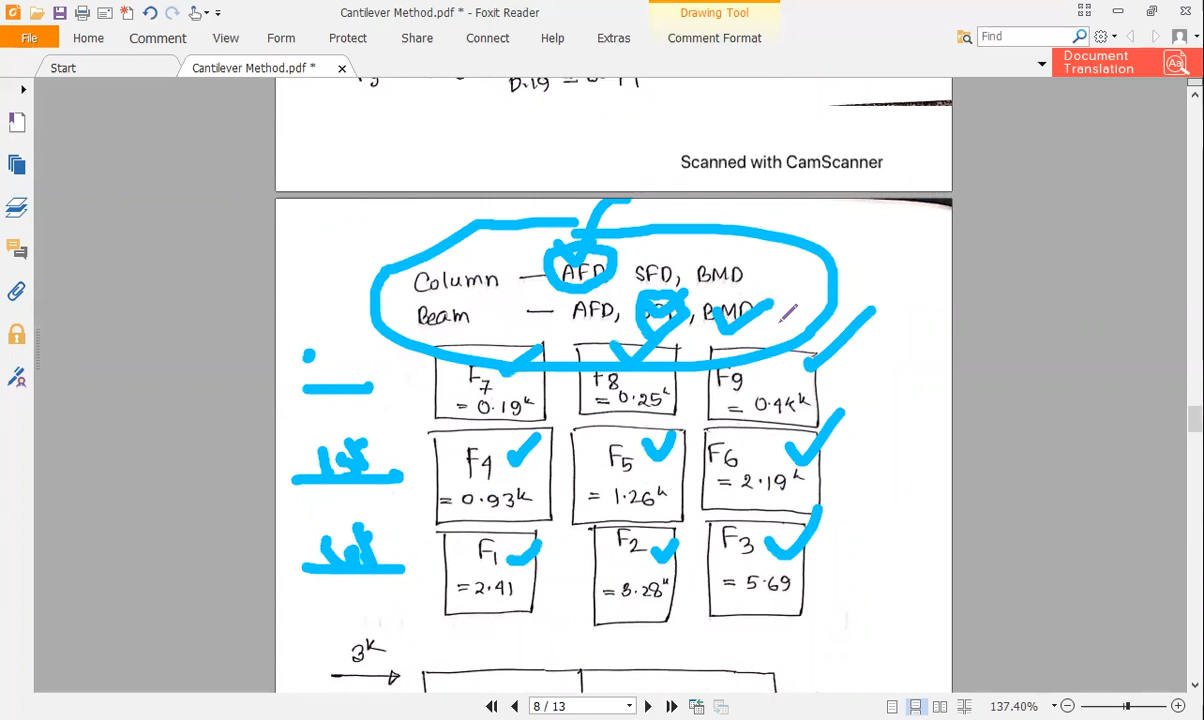 Cantilever Method.pdf * - Foxit Reader
Drawing Tool
File Home Comment View Form Protect Share Connect Help Extras Comment Format
Find
Start
Cantilever Method.pdf *
Document Translation
0.19
Scanned with CamScanner
Column — AFD SFD, BMD
Beam — AFD, , BMD
F7 = 0.19k
F8 = 0.25k
F9 = 0.44k
F4 = 0.93k
F5 = 1.26k
F6 = 2.19k
F1 = 2.41
F2 = 3.28k
F3 = 5.69
3k
8 / 13
137.40%